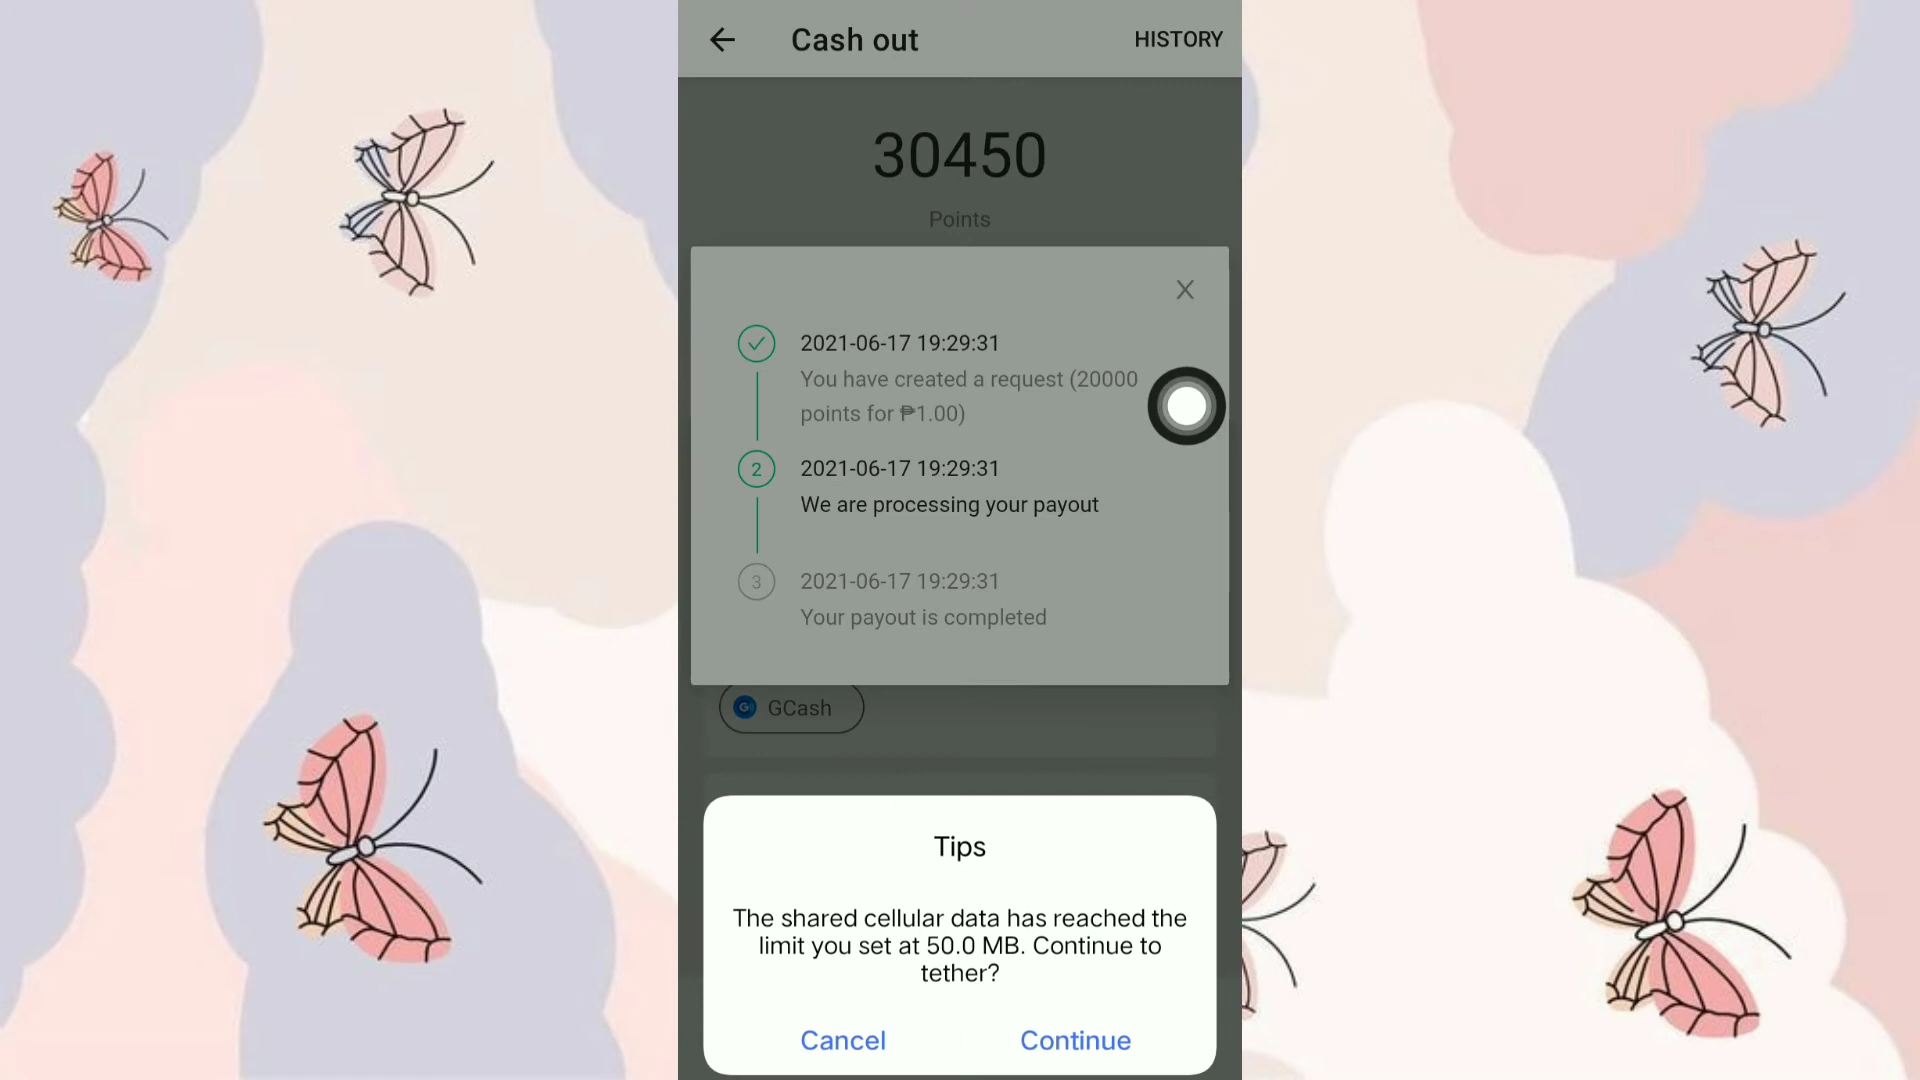 Cash out
HISTORY
30450
Points
X
2021-06-17 19:29:31
You have created a request (20000
points for ₱1.00)
2
2021-06-17 19:29:31
We are processing your payout
3
2021-06-17 19:29:31
Your payout is completed
G
GCash
Tips
The shared cellular data has reached the
limit you set at 50.0 MB. Continue to
tether?
Cancel
Continue